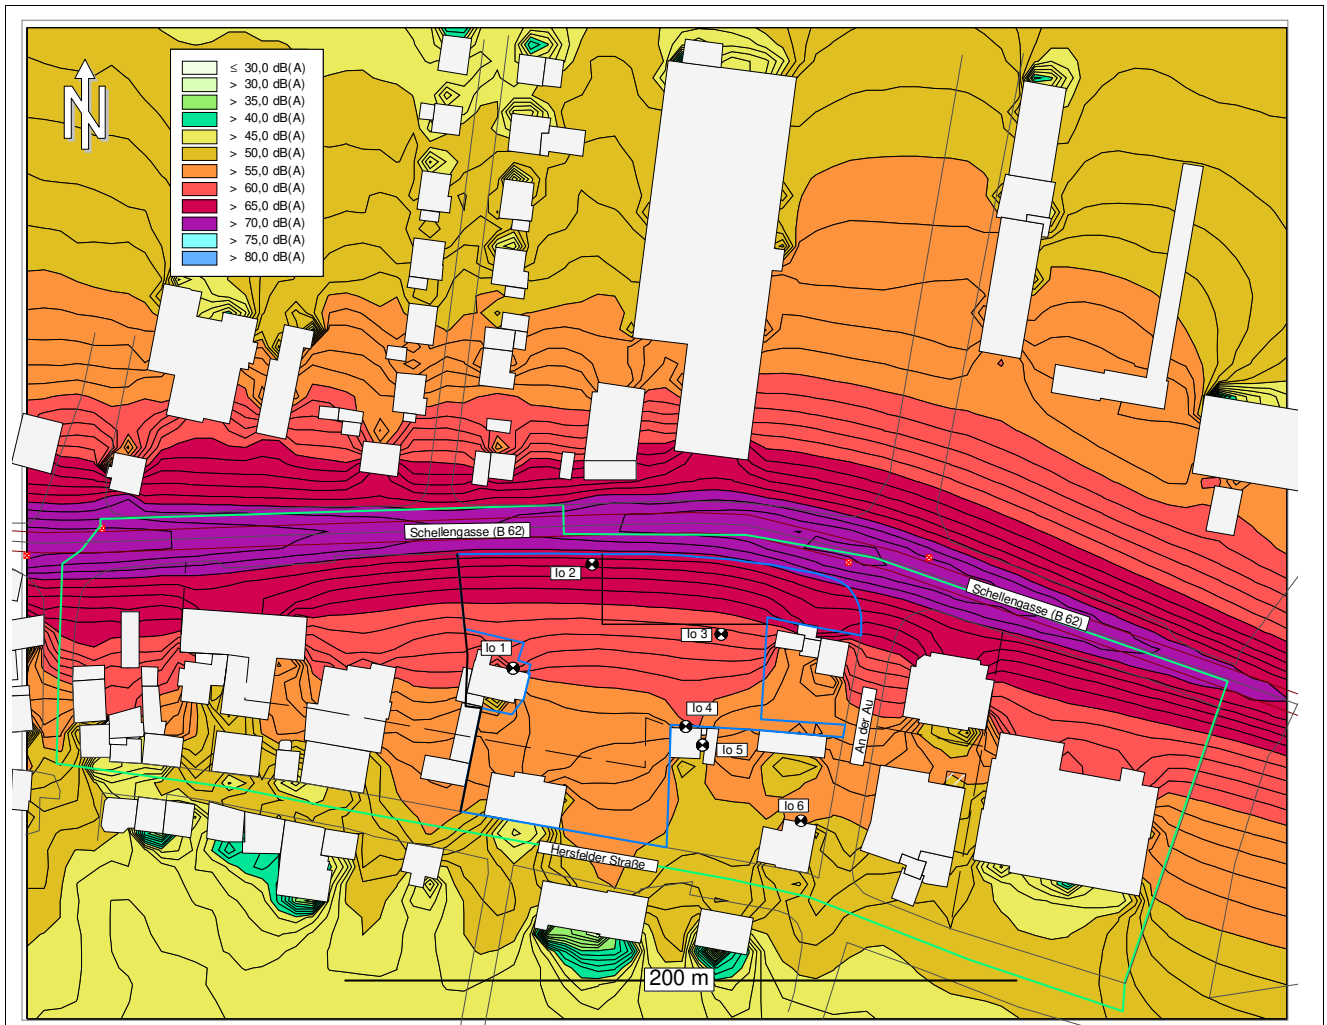 N
≤ 30,0 dB(A)
> 30,0 dB(A)
> 35,0 dB(A)
> 40,0 dB(A)
> 45,0 dB(A)
> 50,0 dB(A)
> 55,0 dB(A)
> 60,0 dB(A)
> 65,0 dB(A)
> 70,0 dB(A)
> 75,0 dB(A)
> 80,0 dB(A)
Schellengasse (B 62)
Io 2
Schellengasse (B 62)
Io 3
Io 1
Io 4
An der Au
Io 5
Io 6
Hersfelder Straße
200 m